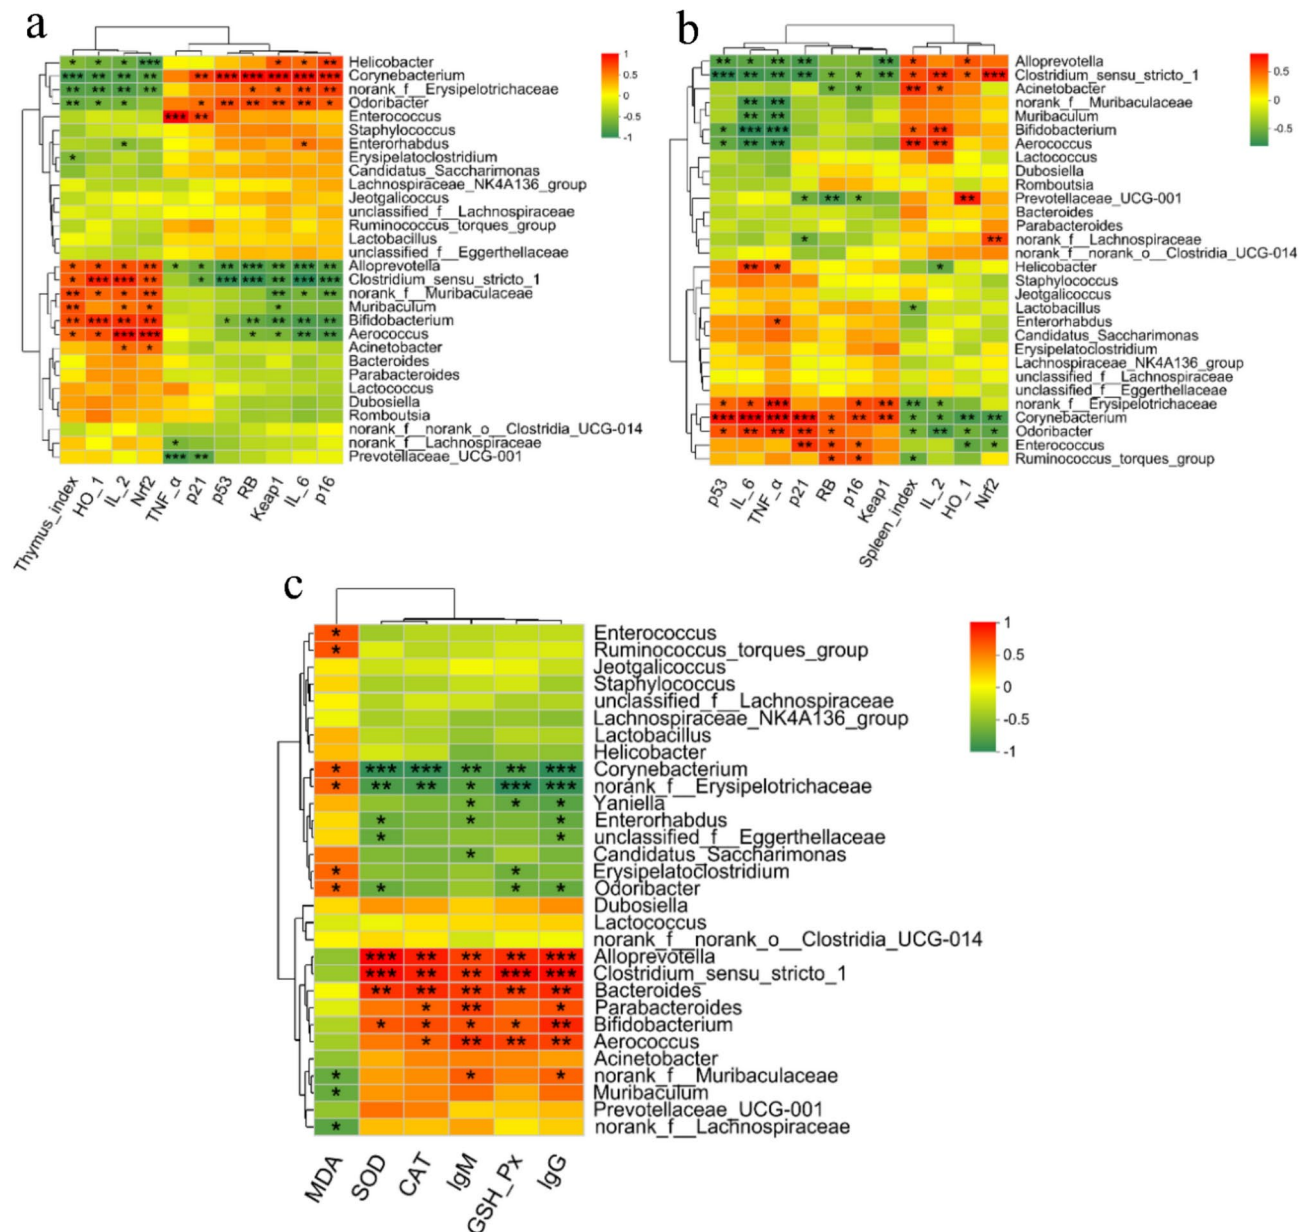 a
Helicobacter
Corynebacterium
norank_f__Erysipelotrichaceae
Odoribacter
Enterococcus
Staphylococcus
Enterorhabdus
Erysipelatoclostridium
Candidatus_Saccharimonas
Lachnospiraceae_NK4A136_group
Jeotgalicoccus
unclassified_f__Lachnospiraceae
Ruminococcus_torques_group
Lactobacillus
unclassified_f__Eggerthellaceae
Alloprevotella
Clostridium_sensu_stricto_1
norank_f__Muribaculaceae
Muribaculum
Bifidobacterium
Aerococcus
Acinetobacter
Bacteroides
Parabacteroides
Lactococcus
Dubosiella
Romboutsia
norank_f__norank_o__Clostridia_UCG-014
norank_f__Lachnospiraceae
Prevotellaceae_UCG-001
Thymus_index
HO_1
IL_2
Nrf2
TNF_α
p21
p53
RB
Keap1
IL_6
p16
1
0.5
0
-0.5
-1
b
Alloprevotella
Clostridium_sensu_stricto_1
Acinetobacter
norank_f__Muribaculaceae
Muribaculum
Bifidobacterium
Aerococcus
Lactococcus
Dubosiella
Romboutsia
Prevotellaceae_UCG-001
Bacteroides
Parabacteroides
norank_f__Lachnospiraceae
norank_f__norank_o__Clostridia_UCG-014
Helicobacter
Staphylococcus
Jeotgalicoccus
Lactobacillus
Enterorhabdus
Candidatus_Saccharimonas
Erysipelatoclostridium
Lachnospiraceae_NK4A136_group
unclassified_f__Lachnospiraceae
unclassified_f__Eggerthellaceae
norank_f__Erysipelotrichaceae
Corynebacterium
Odoribacter
Enterococcus
Ruminococcus_torques_group
p53
IL_6
TNF_α
p21
RB
p16
Keap1
Spleen_index
IL_2
HO_1
Nrf2
0.5
0
-0.5
c
Enterococcus
Ruminococcus_torques_group
Jeotgalicoccus
Staphylococcus
unclassified_f__Lachnospiraceae
Lachnospiraceae_NK4A136_group
Lactobacillus
Helicobacter
Corynebacterium
norank_f__Erysipelotrichaceae
Yaniella
Enterorhabdus
unclassified_f__Eggerthellaceae
Candidatus_Saccharimonas
Erysipelatoclostridium
Odoribacter
Dubosiella
Lactococcus
norank_f__norank_o__Clostridia_UCG-014
Alloprevotella
Clostridium_sensu_stricto_1
Bacteroides
Parabacteroides
Bifidobacterium
Aerococcus
Acinetobacter
norank_f__Muribaculaceae
Muribaculum
Prevotellaceae_UCG-001
norank_f__Lachnospiraceae
MDA
SOD
CAT
IgM
GSH_Px
IgG
1
0.5
0
-0.5
-1